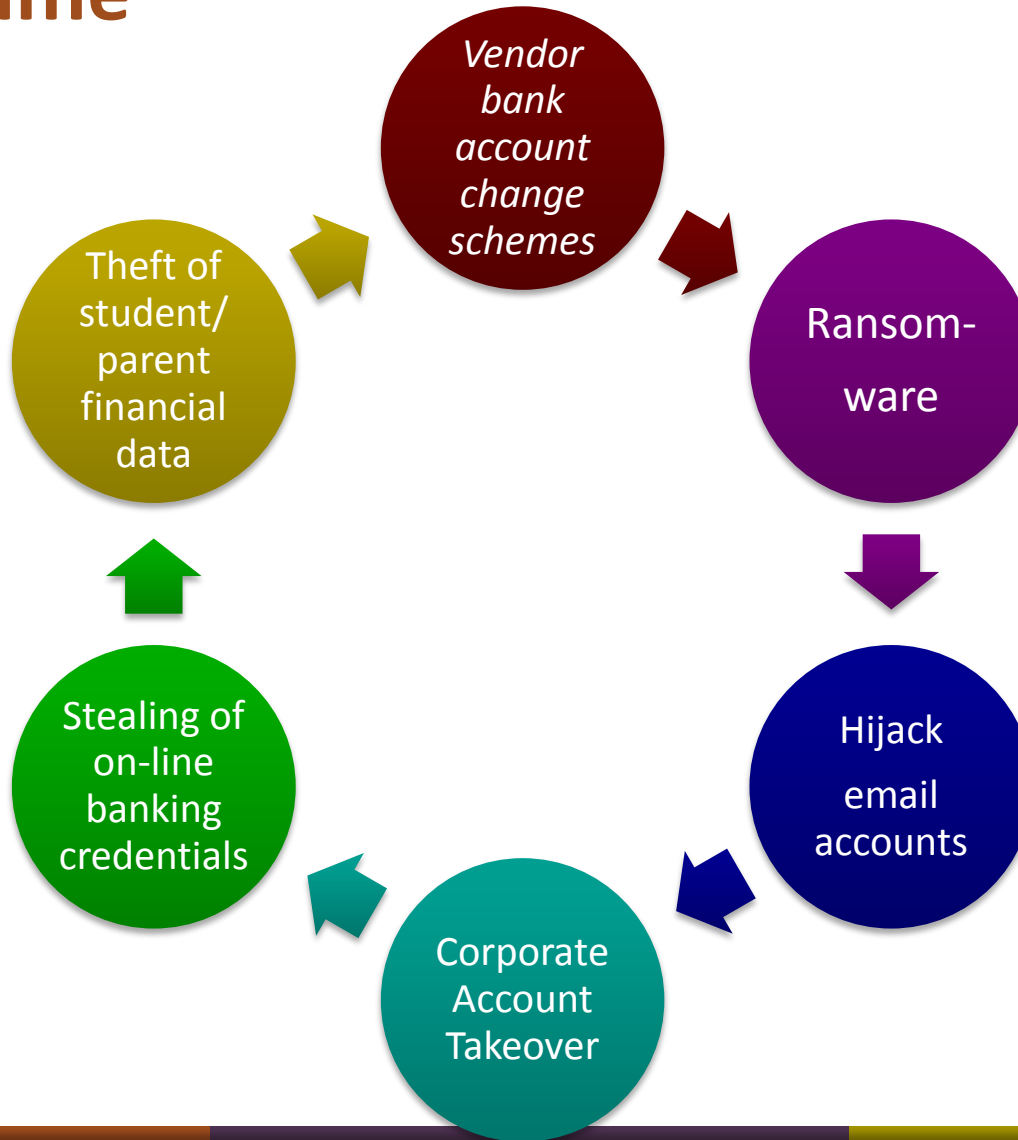 Vendor
bank
account
change
schemes
Ransom-
ware
Hijack
email
accounts
Corporate
Account
Takeover
Stealing of
on-line
banking
credentials
Theft of
student/
parent
financial
data